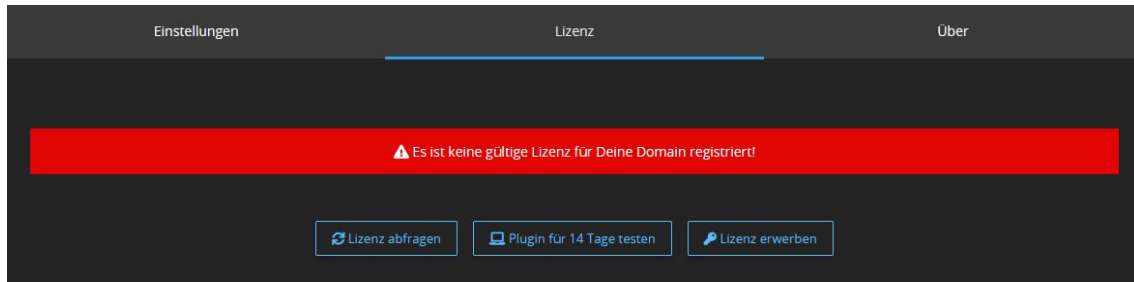 Einstellungen Lizenz Über
Es ist keine gültige Lizenz für Deine Domain registriert!
Lizenz abfragen Plugin für 14 Tage testen Lizenz erwerben